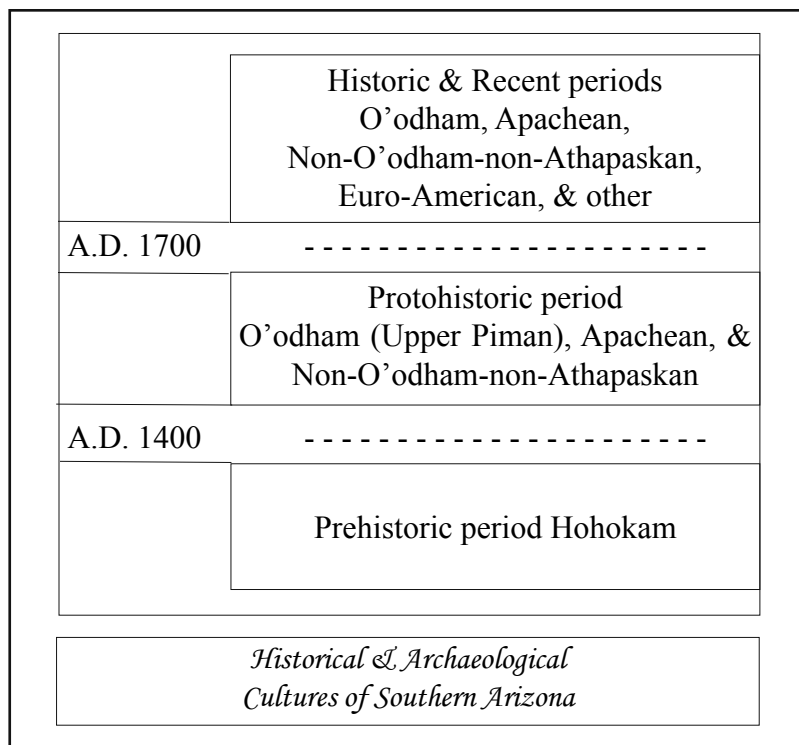 Historic & Recent periods
O’odham, Apachean,
Non-O’odham-non-Athapaskan,
Euro-American, & other
A.D. 1700 - - - - - - - - - - - - - - - - - - - - - -
Protohistoric period
O’odham (Upper Piman), Apachean, &
Non-O’odham-non-Athapaskan
A.D. 1400 - - - - - - - - - - - - - - - - - - - - - -
Prehistoric period Hohokam
Historical & Archaeological
Cultures of Southern Arizona